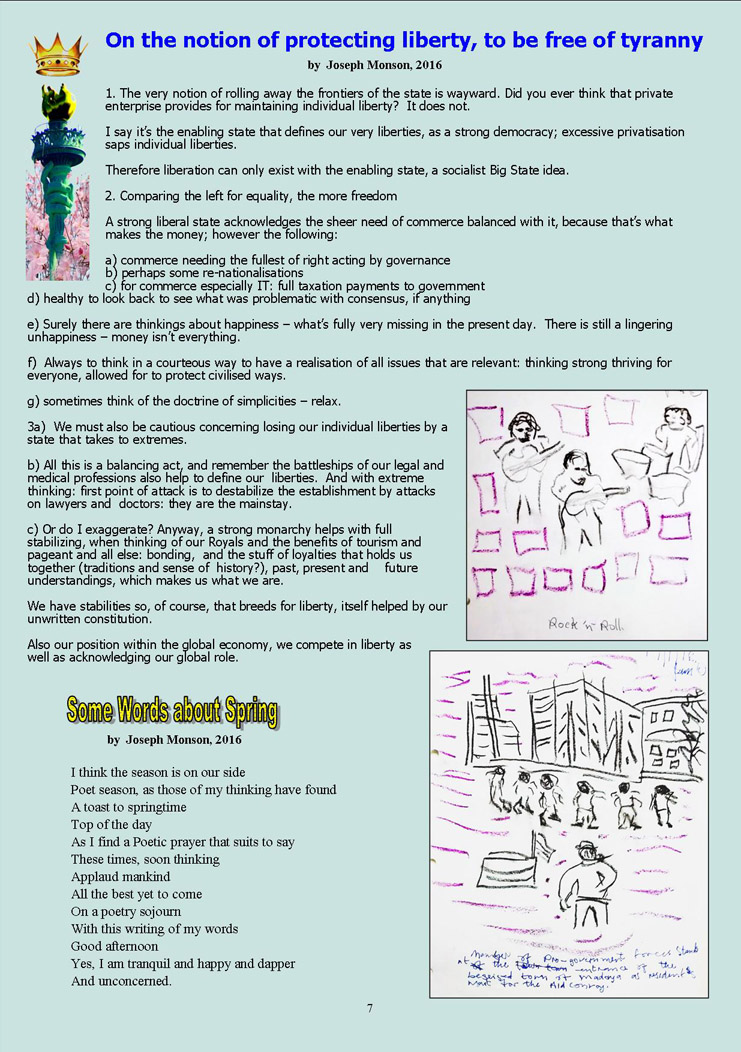 On the notion of protecting liberty, to be free of tyranny
by Joseph Monson, 2016
1. The very notion of rolling away the frontiers of the state is wayward. Did you ever think that private
enterprise provides for maintaining individual liberty? It does not.
I say it's the enabling state that defines our very liberties, as a strong democracy; excessive privatisation
saps individual liberties.
Therefore liberation can only exist with the enabling state, a socialist Big State idea.
2. Comparing the left for equality, the more freedom
A strong liberal state acknowledges the sheer need of commerce balanced with it, because that's what
makes the money; however the following:
a) commerce needing the fullest of right acting by governance
b) perhaps some re-nationalisations
c) for commerce especially IT: full taxation payments to government
d) healthy to look back to see what was problematic with consensus, if anything
e) Surely there are thinkings about happiness – what's fully very missing in the present day. There is still a lingering
unhappiness – money isn't everything.
f) Always to think in a courteous way to have a realisation of all issues that are relevant: thinking strong thriving for
everyone, allowed for to protect civilised ways.
g) sometimes think of the doctrine of simplicities – relax.
3a) We must also be cautious concerning losing our individual liberties by a
state that takes to extremes.
b) All this is a balancing act, and remember the battleships of our legal and
medical professions also help to define our liberties. And with extreme
thinking: first point of attack is to destabilize the establishment by attacks
on lawyers and doctors: they are the mainstay.
c) Or do I exaggerate? Anyway, a strong monarchy helps with full
stabilizing, when thinking of our Royals and the benefits of tourism and
pageant and all else: bonding, and the stuff of loyalties that holds us
together (traditions and sense of history?), past, present and future
understandings, which makes us what we are.
We have stabilities so, of course, that breeds for liberty, itself helped by our
unwritten constitution.
Also our position within the global economy, we compete in liberty as
well as acknowledging our global role.
Rock 'n' Roll.
Some Words about Spring
by Joseph Monson, 2016
I think the season is on our side
Poet season, as those of my thinking have found
A toast to springtime
Top of the day
As I find a Poetic prayer that suits to say
These times, soon thinking
Applaud mankind
All the best yet to come
On a poetry sojourn
With this writing of my words
Good afternoon
Yes, I am tranquil and happy and dapper
And unconcerned.
Members of Pro-government forces stand
at the entrance of the
besieged town of Madaya as residents
wait for the Aid Convoy.
7